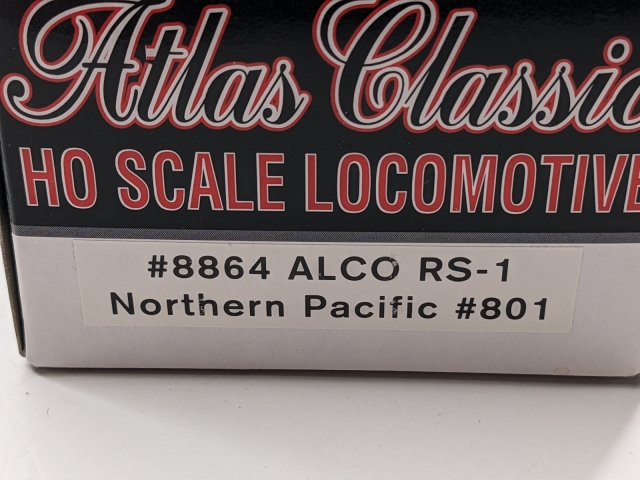 Atlas Classic
HO SCALE LOCOMOTIVE
#8864 ALCO RS-1
Northern Pacific #801